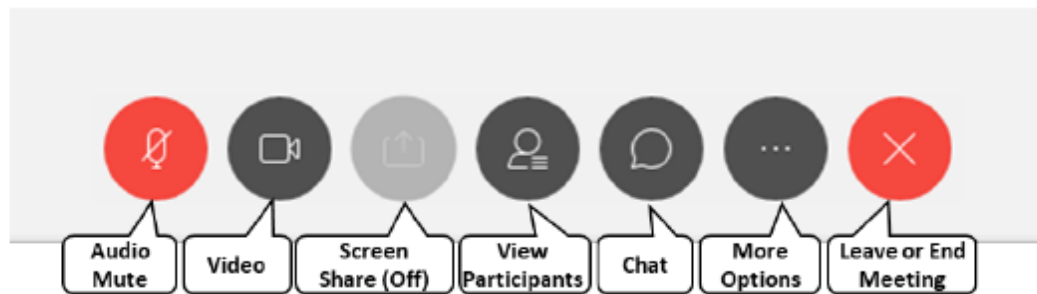 Audio
Mute
Video
Screen
Share (Off)
View
Participants
Chat
More
Options
Leave or End
Meeting